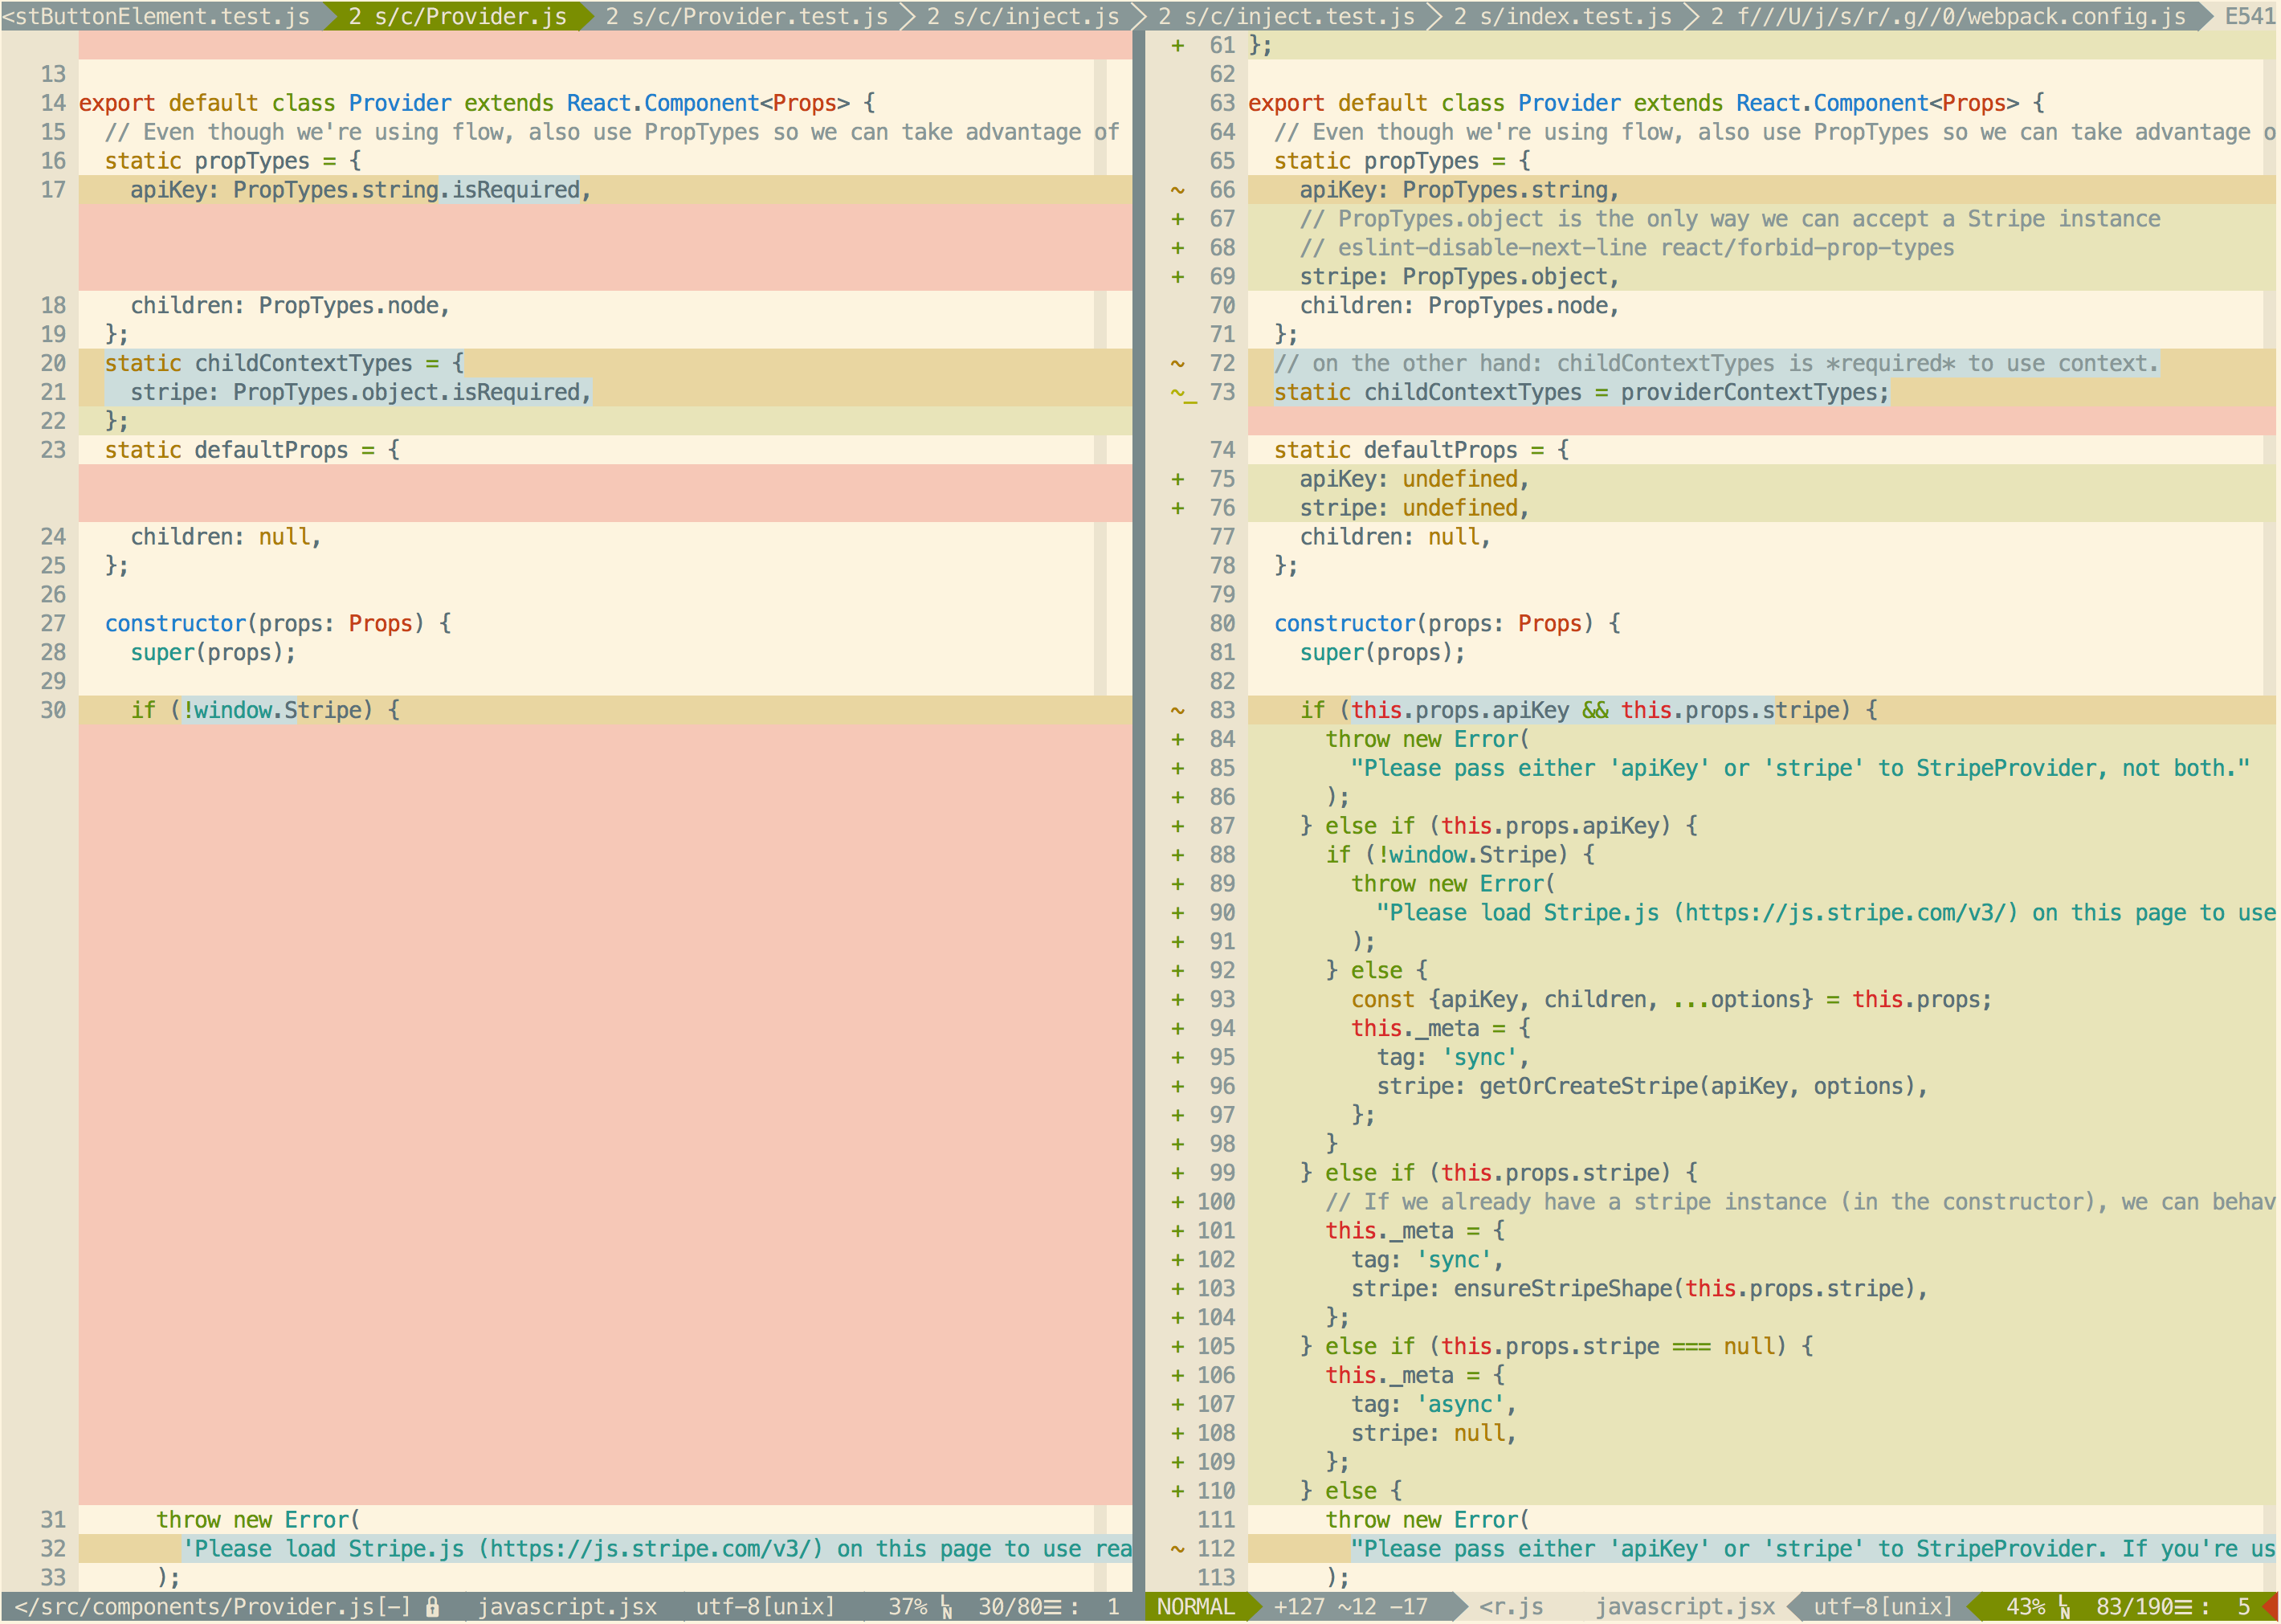 <stButtonElement.test.js 2 s/c/Provider.js 2 s/c/Provider.test.js 2 s/c/inject.js 2 s/c/inject.test.js 2 s/index.test.js 2 f///U/j/s/r/.g//0/webpack.config.js E541
13
14 export default class Provider extends React.Component<Props> {
15   // Even though we're using flow, also use PropTypes so we can take advantage of
16   static propTypes = {
17     apiKey: PropTypes.string.isRequired,
18     children: PropTypes.node,
19   };
20   static childContextTypes = {
21     stripe: PropTypes.object.isRequired,
22   };
23   static defaultProps = {
24     children: null,
25   };
26
27   constructor(props: Props) {
28     super(props);
29
30     if (!window.Stripe) {
31       throw new Error(
32         'Please load Stripe.js (https://js.stripe.com/v3/) on this page to use rea
33       );
</src/components/Provider.js[-] javascript.jsx utf-8[unix] 37% LN 30/80≡ : 1
+ 61 };
62
63 export default class Provider extends React.Component<Props> {
64   // Even though we're using flow, also use PropTypes so we can take advantage o
65   static propTypes = {
~ 66     apiKey: PropTypes.string,
+ 67     // PropTypes.object is the only way we can accept a Stripe instance
+ 68     // eslint-disable-next-line react/forbid-prop-types
+ 69     stripe: PropTypes.object,
70     children: PropTypes.node,
71   };
~ 72   // on the other hand: childContextTypes is *required* to use context.
~_ 73   static childContextTypes = providerContextTypes;
74   static defaultProps = {
+ 75     apiKey: undefined,
+ 76     stripe: undefined,
77     children: null,
78   };
79
80   constructor(props: Props) {
81     super(props);
82
~ 83     if (this.props.apiKey && this.props.stripe) {
+ 84       throw new Error(
+ 85         "Please pass either 'apiKey' or 'stripe' to StripeProvider, not both."
+ 86       );
+ 87     } else if (this.props.apiKey) {
+ 88       if (!window.Stripe) {
+ 89         throw new Error(
+ 90           "Please load Stripe.js (https://js.stripe.com/v3/) on this page to use
+ 91         );
+ 92       } else {
+ 93         const {apiKey, children, ...options} = this.props;
+ 94         this._meta = {
+ 95           tag: 'sync',
+ 96           stripe: getOrCreateStripe(apiKey, options),
+ 97         };
+ 98       }
+ 99     } else if (this.props.stripe) {
+ 100       // If we already have a stripe instance (in the constructor), we can behav
+ 101       this._meta = {
+ 102         tag: 'sync',
+ 103         stripe: ensureStripeShape(this.props.stripe),
+ 104       };
+ 105     } else if (this.props.stripe === null) {
+ 106       this._meta = {
+ 107         tag: 'async',
+ 108         stripe: null,
+ 109       };
+ 110     } else {
111       throw new Error(
~ 112         "Please pass either 'apiKey' or 'stripe' to StripeProvider. If you're us
113       );
NORMAL +127 ~12 -17 <r.js javascript.jsx utf-8[unix] 43% LN 83/190≡ : 5